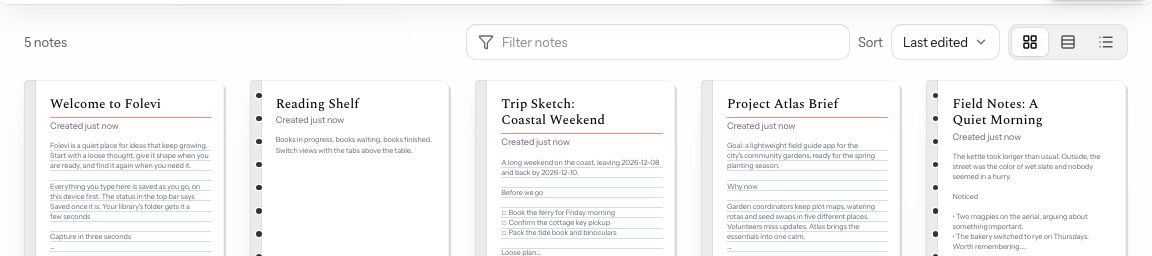 5 notes
Filter notes
Sort
Last edited
Welcome to Folevi
Created just now
Folevi is a quiet place for ideas that keep growing.
Start with a loose thought, give it shape when you
are ready, and find it again when you need it.
Everything you type here is saved as you go, on
this device first. The status in the top bar says
Saved once it is. Your library's folder gets it a
few seconds
Capture in three seconds
...
Reading Shelf
Created just now
Books in progress, books waiting, books finished.
Switch views with the tabs above the table.
Trip Sketch:
Coastal Weekend
Created just now
A long weekend on the coast, leaving 2026-12-08
and back by 2026-12-10.
Before we go
□ Book the ferry for Friday morning
□ Confirm the cottage key pickup
□ Pack the tide book and binoculars
Loose plan...
Project Atlas Brief
Created just now
Goal: a lightweight field guide app for the
city's community gardens, ready for the spring
planting season.
Why now
Garden coordinators keep plot maps, watering
rotas and seed swaps in five different places.
Volunteers miss updates. Atlas brings the
essentials into one calm,
...
Field Notes: A
Quiet Morning
Created just now
The kettle took longer than usual. Outside, the
street was the color of wet slate and nobody
seemed in a hurry.
Noticed
• Two magpies on the aerial, arguing about
something important.
• The bakery switched to rye on Thursdays.
Worth remembering...